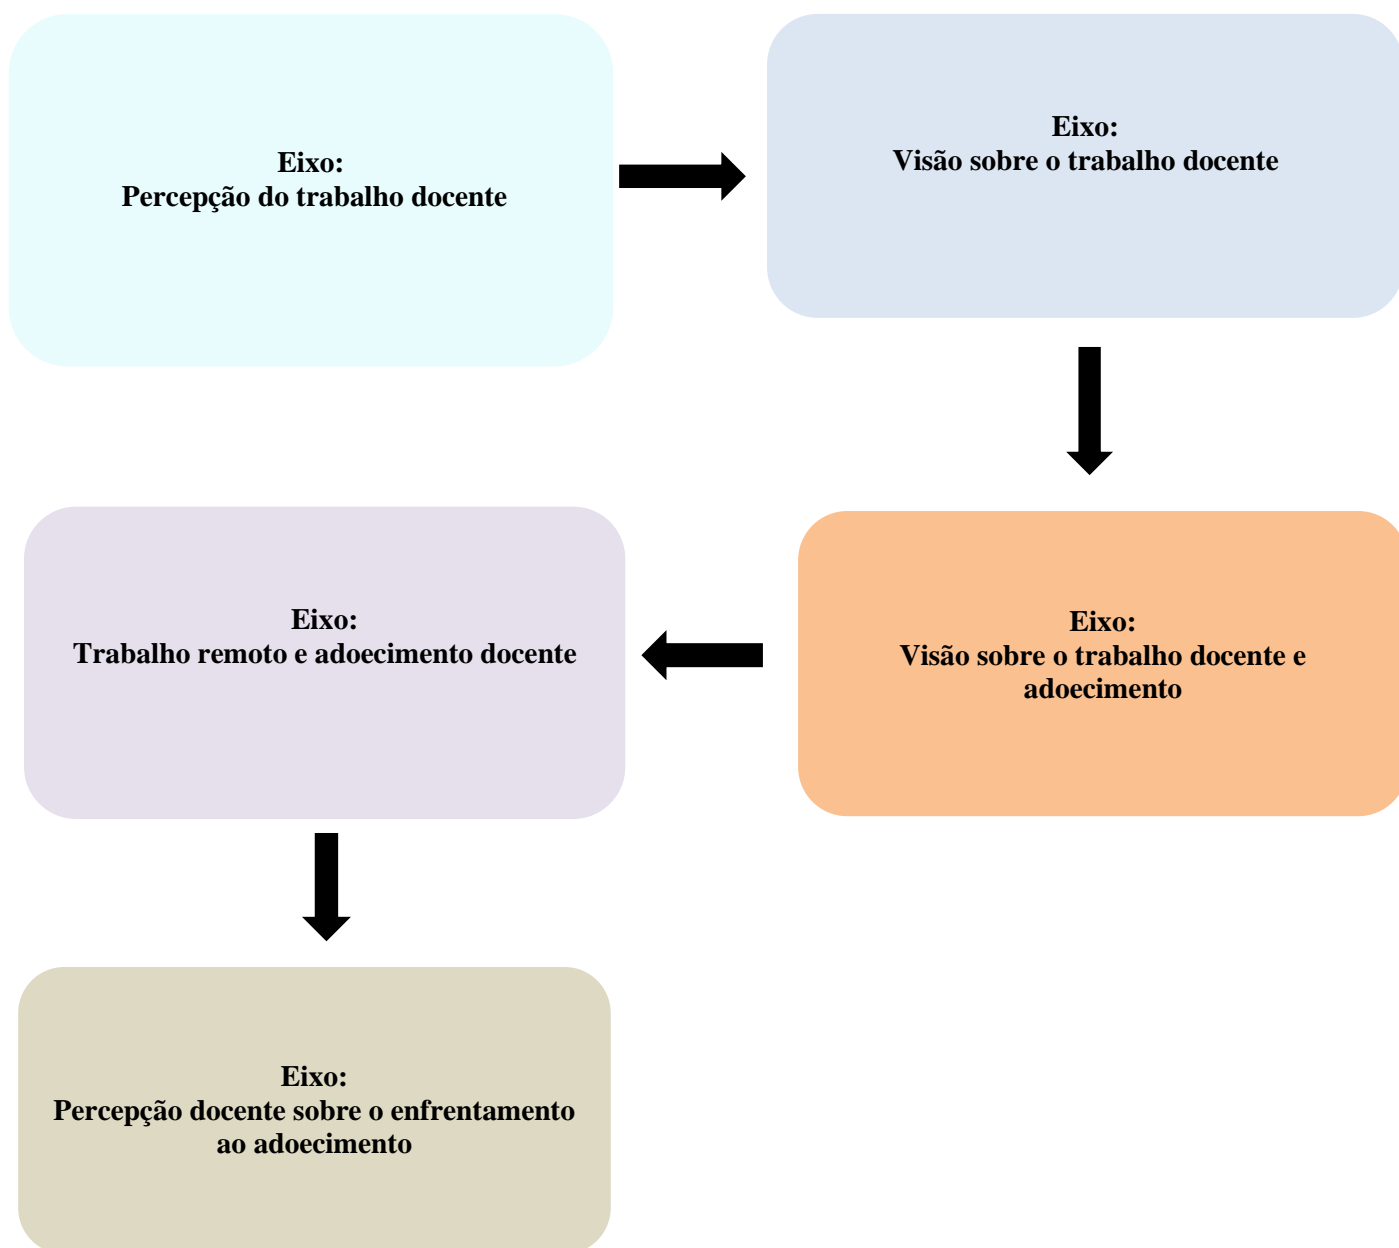 Eixo:
Percepção do trabalho docente
Eixo:
Visão sobre o trabalho docente
Eixo:
Visão sobre o trabalho docente e
adoecimento
Eixo:
Trabalho remoto e adoecimento docente
Eixo:
Percepção docente sobre o enfrentamento
ao adoecimento